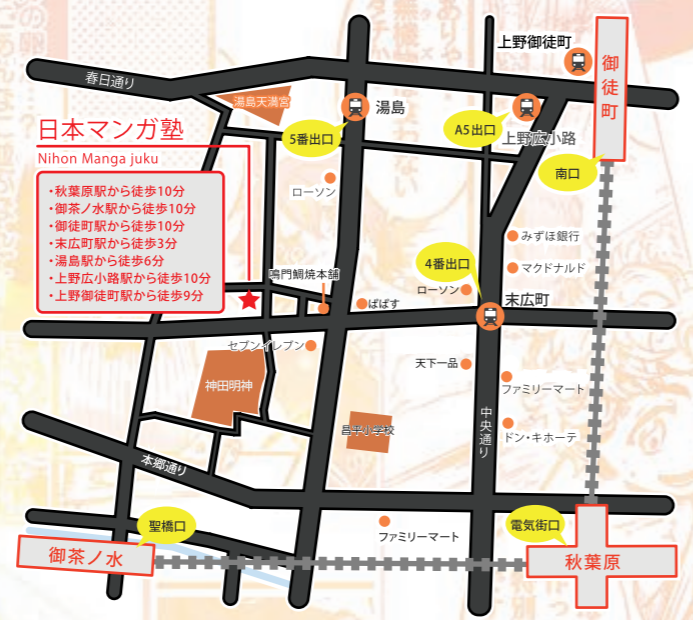 上野御徒町
御徒町
春日通り
湯島天満宮
湯島
A5出口
上野広小路
5番出口
南口
日本マンガ塾
Nihon Manga juku
・秋葉原駅から徒歩10分
・御茶ノ水駅から徒歩10分
・御徒町駅から徒歩10分
・末広町駅から徒歩3分
・湯島駅から徒歩6分
・上野広小路駅から徒歩10分
・上野御徒町駅から徒歩9分
ローソン
みずほ銀行
4番出口
マクドナルド
鳴門鯛焼本舗
ローソン
ぱぱす
末広町
セブンイレブン
天下一品
神田明神
ファミリーマート
中央通り
昌平小学校
ドン・キホーテ
本郷通り
聖橋口
電気街口
ファミリーマート
御茶ノ水
秋葉原